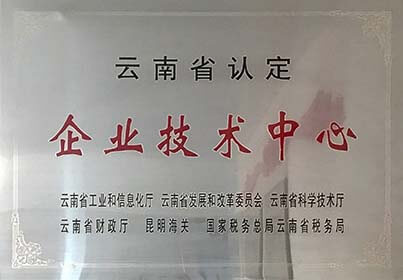 云南省认定
企业技术中心
云南省工业和信息化厅 云南省发展和改革委员会 云南省科学技术厅
云南省财政厅 昆明海关 国家税务总局云南省税务局